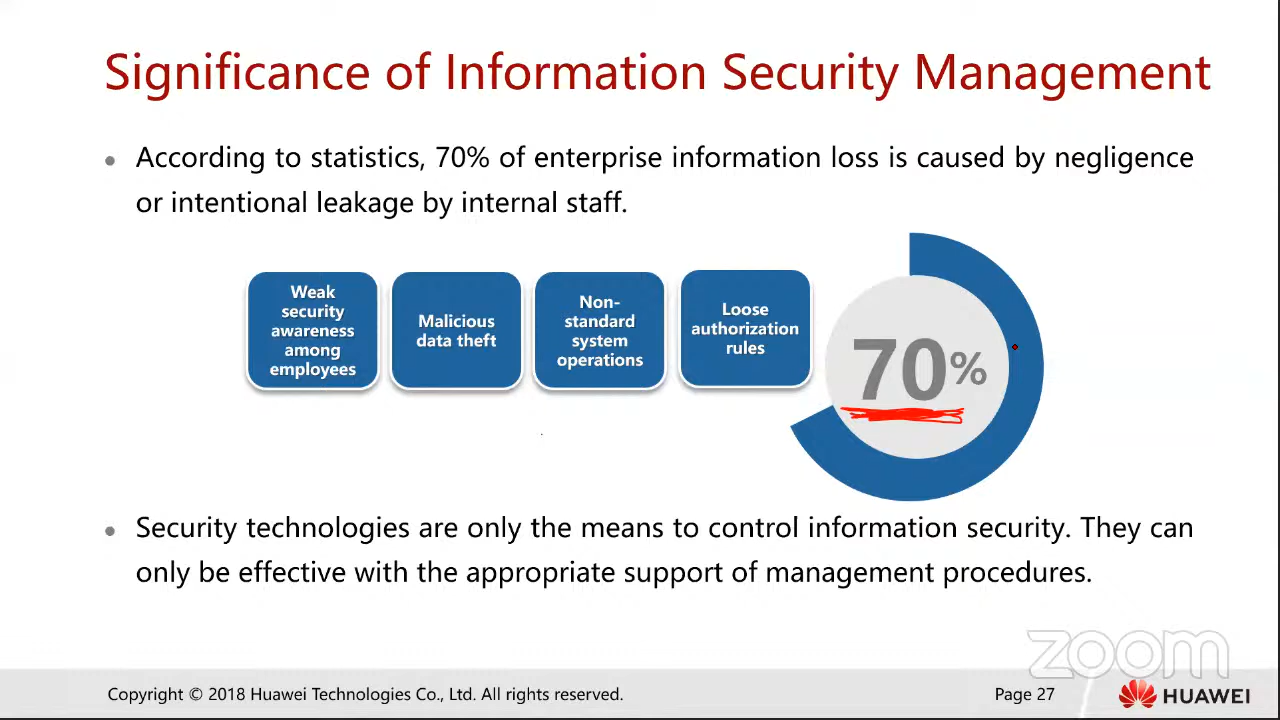 Significance of Information Security Management
According to statistics, 70% of enterprise information loss is caused by negligence
or intentional leakage by internal staff.
Weak
security
awareness
among
employees
Malicious
data theft
Non-
standard
system
operations
Loose
authorization
rules
70%
Security technologies are only the means to control information security. They can
only be effective with the appropriate support of management procedures.
zoom
Copyright © 2018 Huawei Technologies Co., Ltd. All rights reserved.
Page 27
HUAWEI